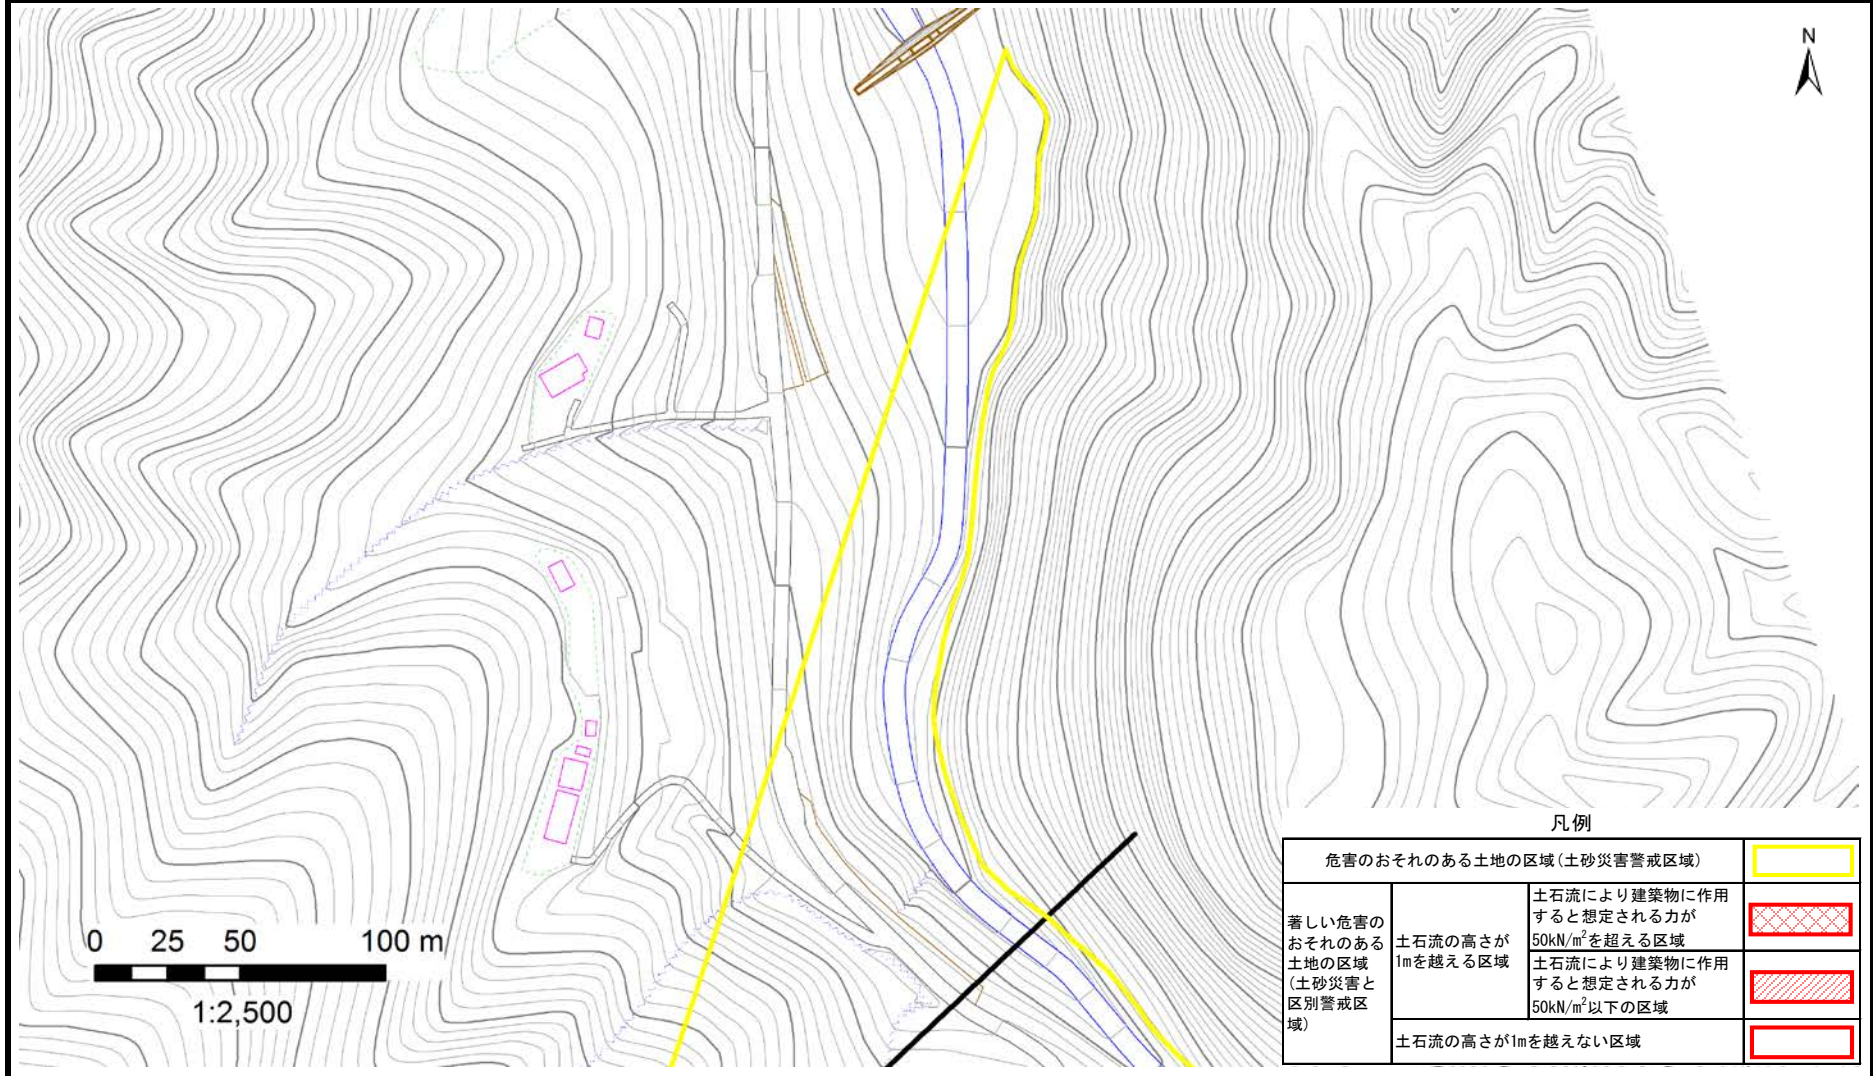 N
0 25 50 100 m
1:2,500
凡例
危害のおそれのある土地の区域(土砂災害警戒区域)
著しい危害の
おそれのある
土地の区域
(土砂災害と
区別警戒区
域)
土石流の高さが
1mを越える区域
土石流により建築物に作用
すると想定される力が
50kN/m²を超える区域
土石流により建築物に作用
すると想定される力が
50kN/m²以下の区域
土石流の高さが1mを越えない区域